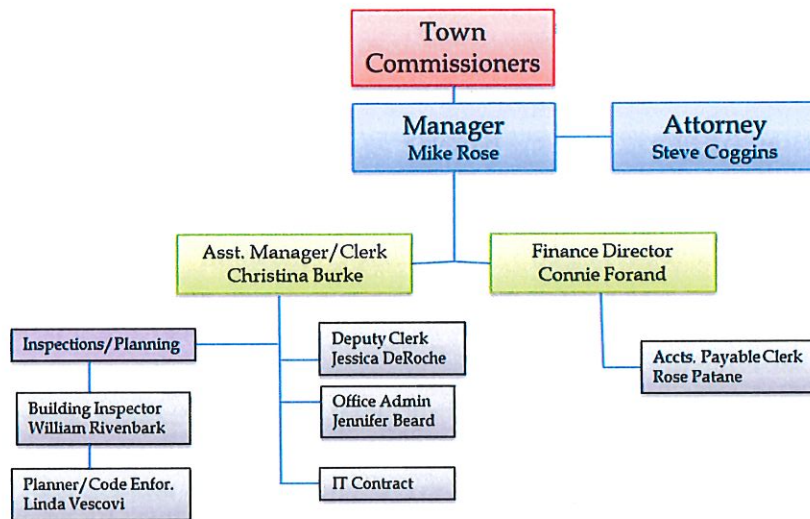 Town
Commissioners
Manager
Mike Rose
Attorney
Steve Coggins
Asst. Manager/Clerk
Christina Burke
Finance Director
Connie Forand
Inspections/Planning
Deputy Clerk
Jessica DeRoche
Accts. Payable Clerk
Rose Patane
Building Inspector
William Rivenbark
Office Admin
Jennifer Beard
Planner/Code Enfor.
Linda Vescovi
IT Contract